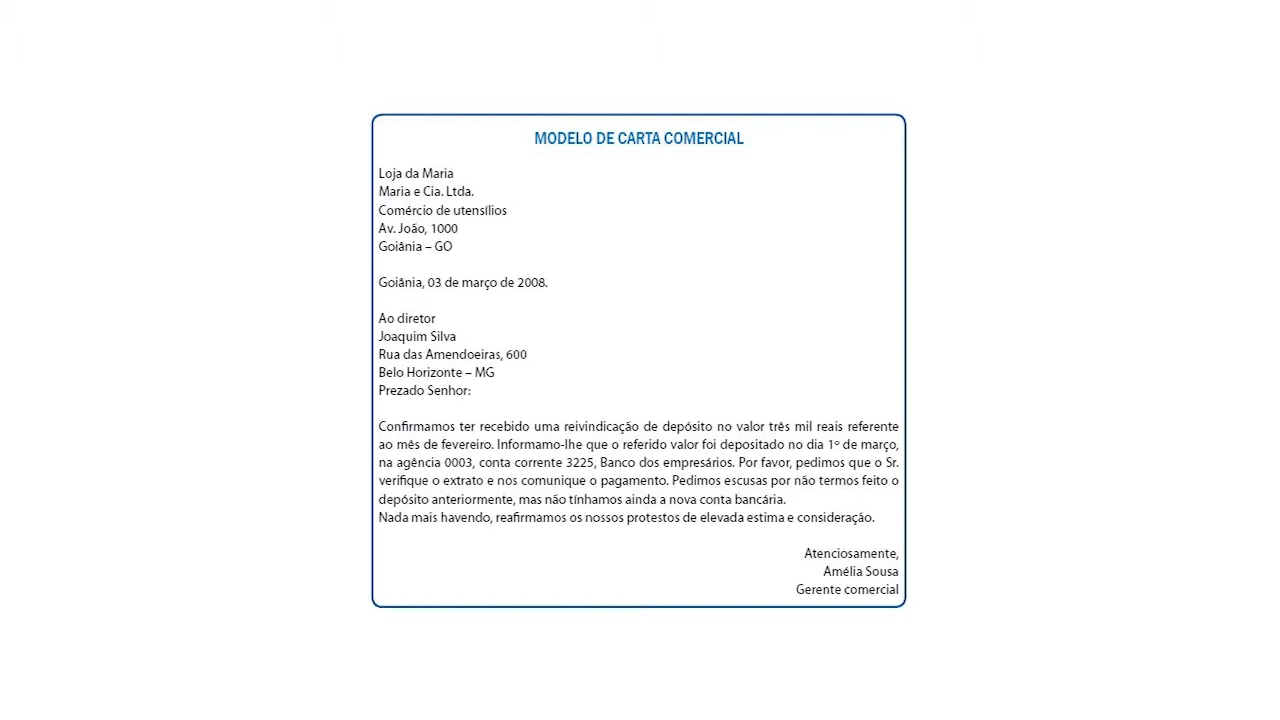 MODELO DE CARTA COMERCIAL
Loja da Maria
Maria e Cia. Ltda.
Comércio de utensílios
Av. João, 1000
Goiânia – GO
Goiânia, 03 de março de 2008.
Ao diretor
Joaquim Silva
Rua das Amendoeiras, 600
Belo Horizonte – MG
Prezado Senhor:
Confirmamos ter recebido uma reivindicação de depósito no valor três mil reais referente
ao mês de fevereiro. Informamo-lhe que o referido valor foi depositado no dia 1º de março,
na agência 0003, conta corrente 3225, Banco dos empresários. Por favor, pedimos que o Sr.
verifique o extrato e nos comunique o pagamento. Pedimos escusas por não termos feito o
depósito anteriormente, mas não tínhamos ainda a nova conta bancária.
Nada mais havendo, reafirmamos os nossos protestos de elevada estima e consideração.
Atenciosamente,
Amélia Sousa
Gerente comercial